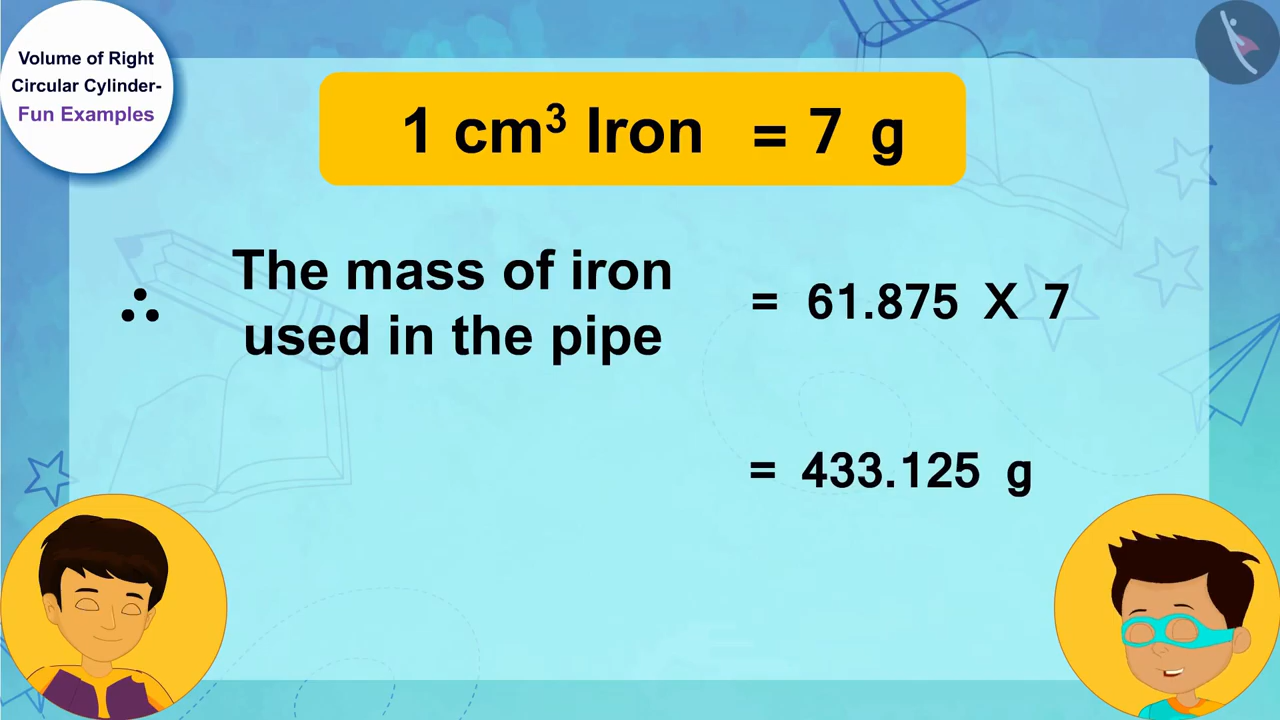 Volume of Right
Circular Cylinder-
Fun Examples
1 cm³ Iron = 7 g
∴ The mass of iron
used in the pipe
= 61.875 X 7
= 433.125 g